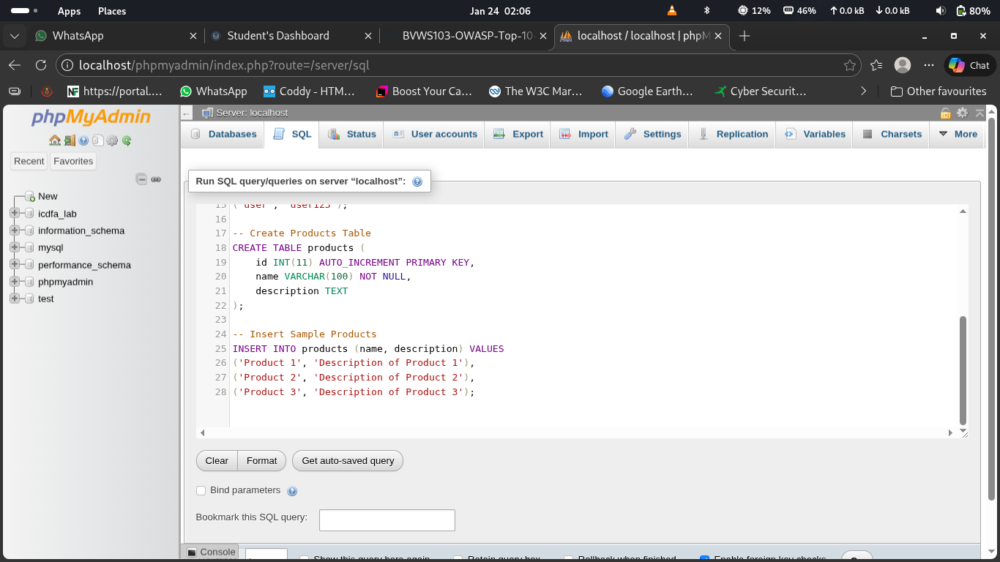 Apps Places Jan 24 02:06 12% 46% 0.0 kB 0.0 kB 80%
WhatsApp Student's Dashboard BVWS103-OWASP-Top-10 localhost / localhost | phpM
localhost/phpmyadmin/index.php?route=/server/sql Chat
https://portal.... WhatsApp Coddy - HTM... Boost Your Ca... The W3C Mar... Google Earth... Cyber Securit... Other favourites
phpMyAdmin
Recent Favorites
New
icdfa_lab
information_schema
mysql
performance_schema
phpmyadmin
test
Server: localhost
Databases SQL Status User accounts Export Import Settings Replication Variables Charsets More
Run SQL query/queries on server “localhost”:
15 ('user', 'user123');
16
17 -- Create Products Table
18 CREATE TABLE products (
19 id INT(11) AUTO_INCREMENT PRIMARY KEY,
20 name VARCHAR(100) NOT NULL,
21 description TEXT
22 );
23
24 -- Insert Sample Products
25 INSERT INTO products (name, description) VALUES
26 ('Product 1', 'Description of Product 1'),
27 ('Product 2', 'Description of Product 2'),
28 ('Product 3', 'Description of Product 3');
Clear Format Get auto-saved query
Bind parameters
Bookmark this SQL query:
Console Show this query here again Retain query box Rollback when finished Enable foreign key checks